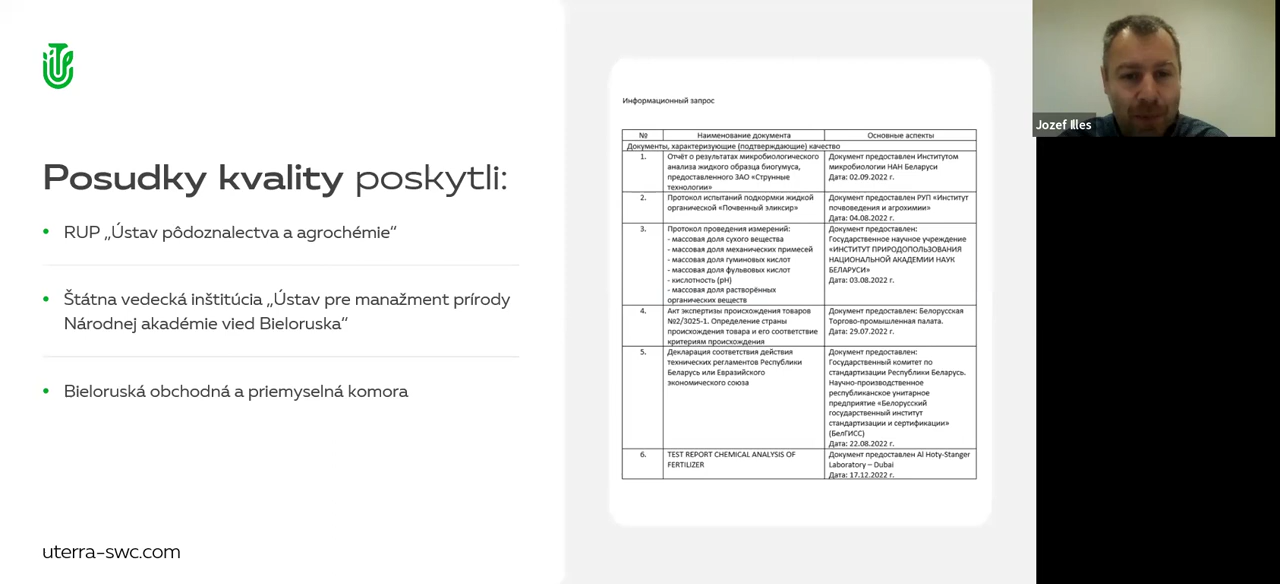 Posudky kvality poskytli:
• RUP „Ústav pôdoznalectva a agrochémie“
• Štátna vedecká inštitúcia „Ústav pre manažment prírody
Národnej akadémie vied Bieloruska“
• Bieloruská obchodná a priemyselná komora
uterra-swc.com
Информационный запрос
№ Наименование документа Основные аспекты
Документы, характеризующие (подтверждающие) качество
1.
Отчёт о результатах микробиологического
анализа жидкого образца биогумуса,
предоставленного ЗАО «Струнные
технологии»
Документ предоставлен Институтом
микробиологии НАН Беларуси
Дата: 02.09.2022 г.
2.
Протокол испытаний подкормки жидкой
органической «Почвенный эликсир»
Документ предоставлен РУП «Институт
почвоведения и агрохимии»
Дата: 04.08.2022 г.
3.
Протокол проведения измерений:
- массовая доля сухого вещества
- массовая доля механических примесей
- массовая доля гуминовых кислот
- массовая доля фульвовых кислот
- кислотность (pH)
- массовая доля растворённых
органических веществ
Документ предоставлен:
Государственное научное учреждение
«ИНСТИТУТ ПРИРОДОПОЛЬЗОВАНИЯ
НАЦИОНАЛЬНОЙ АКАДЕМИИ НАУК
БЕЛАРУСИ»
Дата: 03.08.2022 г.
4.
Акт экспертизы происхождения товаров
№2/3025-1. Определение страны
происхождения товара и его соответствие
критериям происхождения
Документ предоставлен: Белорусская
Торгово-промышленная палата.
Дата: 29.07.2022 г.
5.
Декларация соответствия действия
технических регламентов Республики
Беларусь или Евразийского
экономического союза
Документ предоставлен:
Государственный комитет по
стандартизации Республики Беларусь.
Научно-производственное
республиканское унитарное
предприятие «Белорусский
государственный институт
стандартизации и сертификации»
(БелГИСС)
Дата: 22.08.2022 г.
6.
TEST REPORT CHEMICAL ANALYSIS OF
FERTILIZER
Документ предоставлен Al Hoty-Stanger
Laboratory – Dubai
Дата: 17.12.2022 г.
Jozef Illes